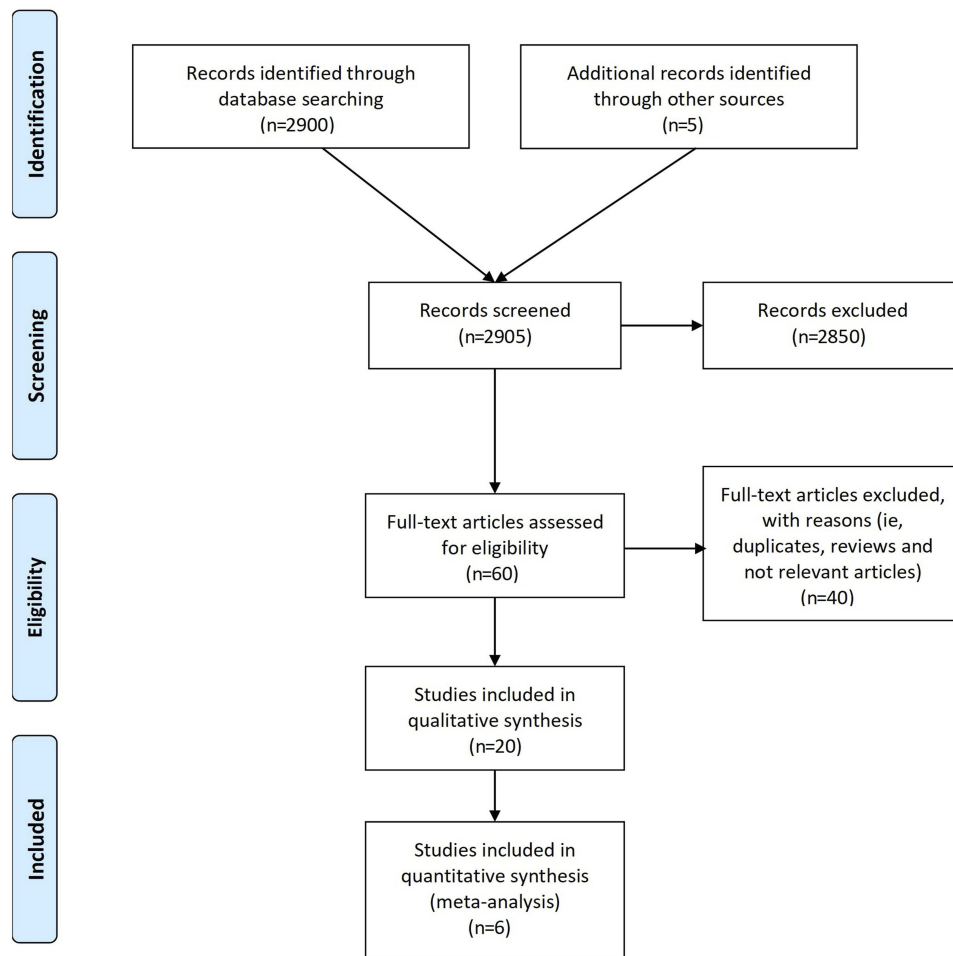 Identification
Records identified through
database searching
(n=2900)
Additional records identified
through other sources
(n=5)
Screening
Records screened
(n=2905)
Records excluded
(n=2850)
Eligibility
Full-text articles assessed
for eligibility
(n=60)
Full-text articles excluded,
with reasons (ie,
duplicates, reviews and
not relevant articles)
(n=40)
Studies included in
qualitative synthesis
(n=20)
Included
Studies included in
quantitative synthesis
(meta-analysis)
(n=6)